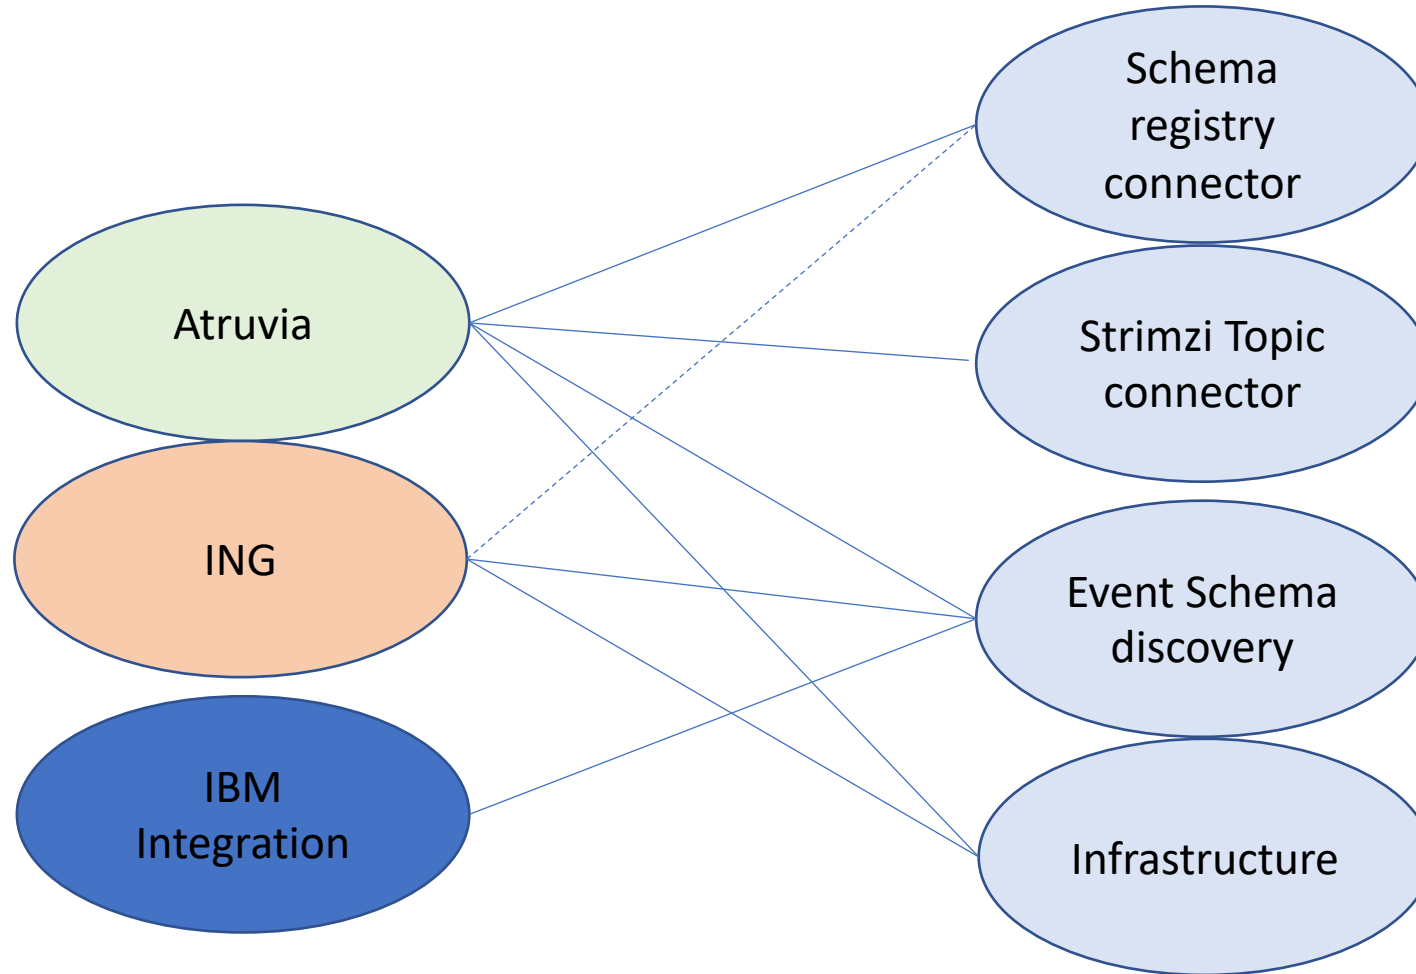 Atruvia
ING
IBM
Integration
Schema
registry
connector
Strimzi Topic
connector
Event Schema
discovery
Infrastructure